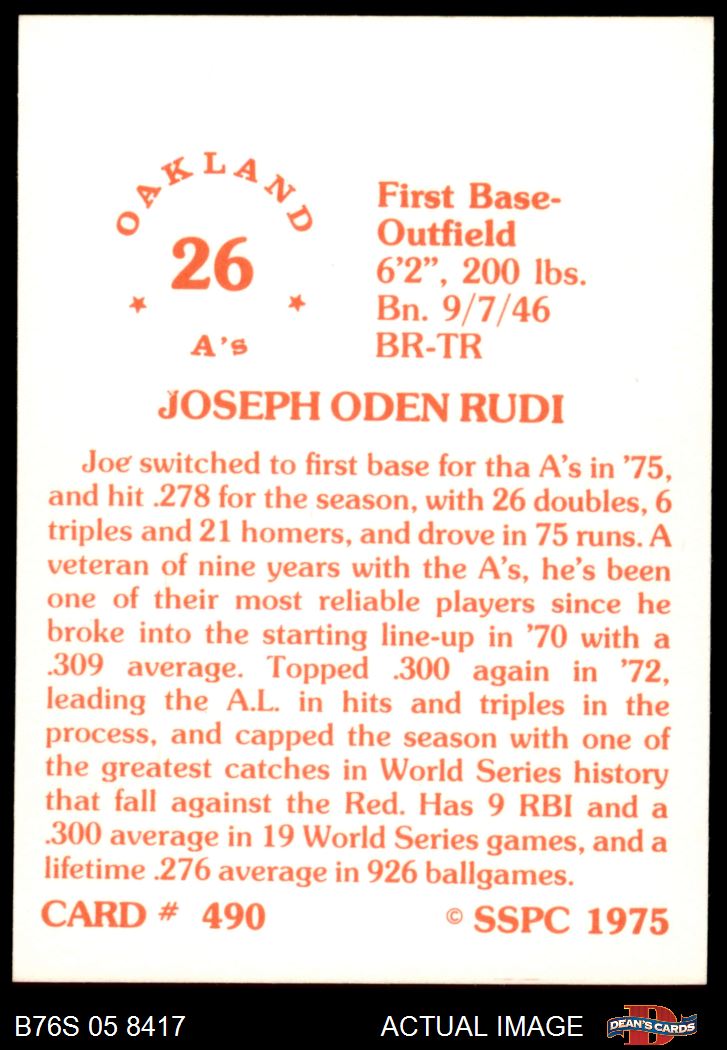 OAKLAND
26
A's
First Base-
Outfield
6'2", 200 lbs.
Bn. 9/7/46
BR-TR
JOSEPH ODEN RUDI
Joe switched to first base for tha A's in '75,
and hit .278 for the season, with 26 doubles, 6
triples and 21 homers, and drove in 75 runs. A
veteran of nine years with the A's, he's been
one of their most reliable players since he
broke into the starting line-up in '70 with a
.309 average. Topped .300 again in '72,
leading the A.L. in hits and triples in the
process, and capped the season with one of
the greatest catches in World Series history
that fall against the Red. Has 9 RBI and a
.300 average in 19 World Series games, and a
lifetime .276 average in 926 ballgames.
CARD # 490
© SSPC 1975
B76S 05 8417
ACTUAL IMAGE
D
DEAN'S CARDS